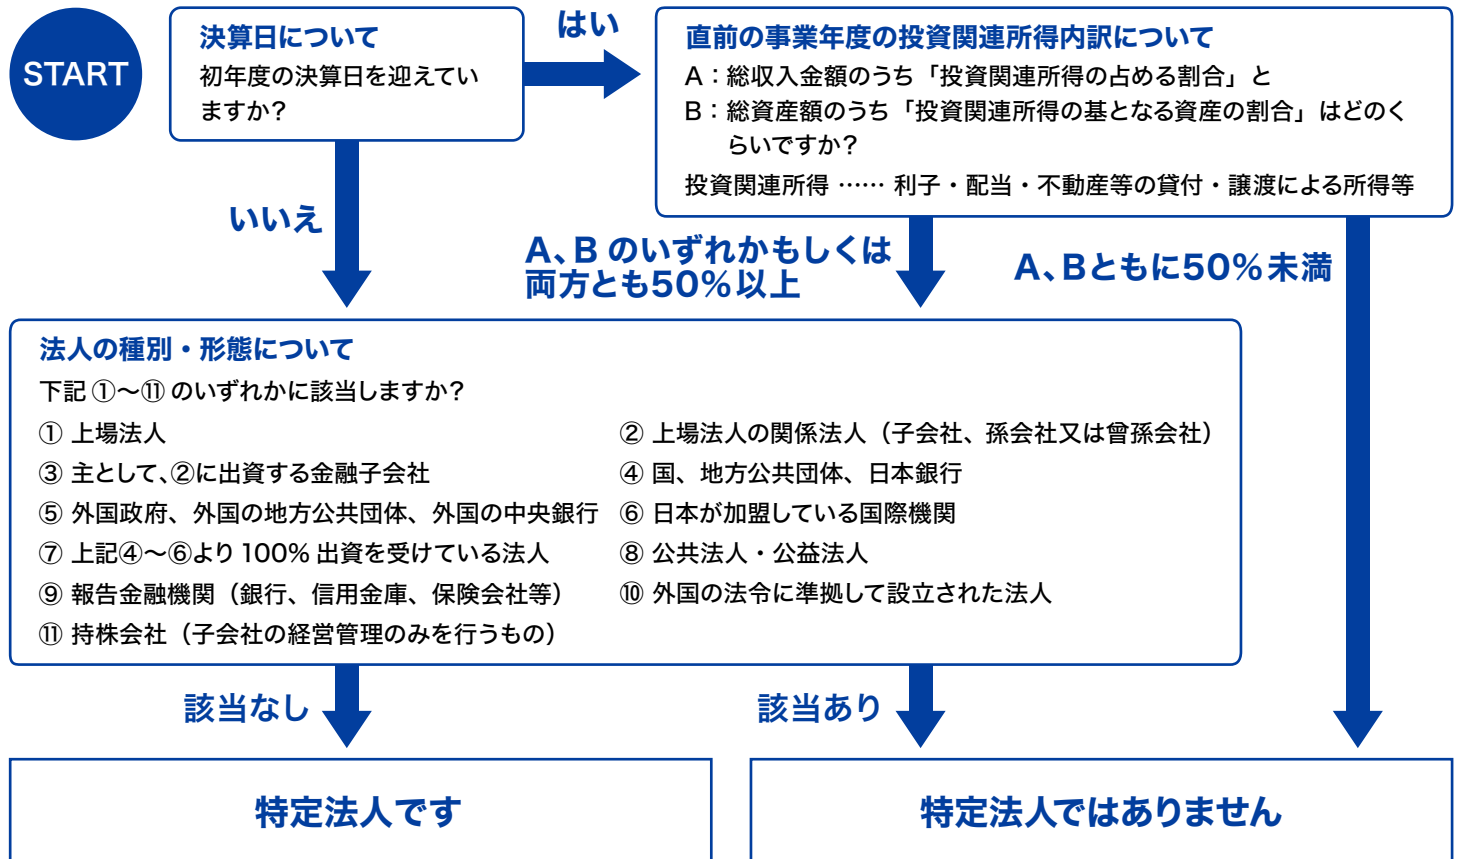 START
決算日について
初年度の決算日を迎えてい
ますか？
はい
直前の事業年度の投資関連所得内訳について
A：総収入金額のうち「投資関連所得の占める割合」と
B：総資産額のうち「投資関連所得の基となる資産の割合」はどのく
らいですか？
投資関連所得 …… 利子・配当・不動産等の貸付・譲渡による所得等
いいえ
A、B のいずれかもしくは
両方とも50％以上
A、Bともに50％未満
法人の種別・形態について
下記 ①～⑪ のいずれかに該当しますか？
① 上場法人
② 上場法人の関係法人（子会社、孫会社又は曾孫会社）
③ 主として、②に出資する金融子会社
④ 国、地方公共団体、日本銀行
⑤ 外国政府、外国の地方公共団体、外国の中央銀行
⑥ 日本が加盟している国際機関
⑦ 上記④～⑥より 100% 出資を受けている法人
⑧ 公共法人・公益法人
⑨ 報告金融機関（銀行、信用金庫、保険会社等）
⑩ 外国の法令に準拠して設立された法人
⑪ 持株会社（子会社の経営管理のみを行うもの）
該当なし
該当あり
特定法人です
特定法人ではありません